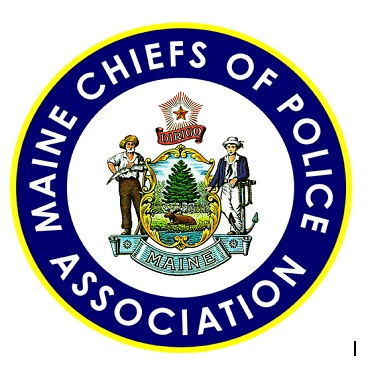 MAINE CHIEFS OF POLICE
ASSOCIATION
DIRIGO
MAINE